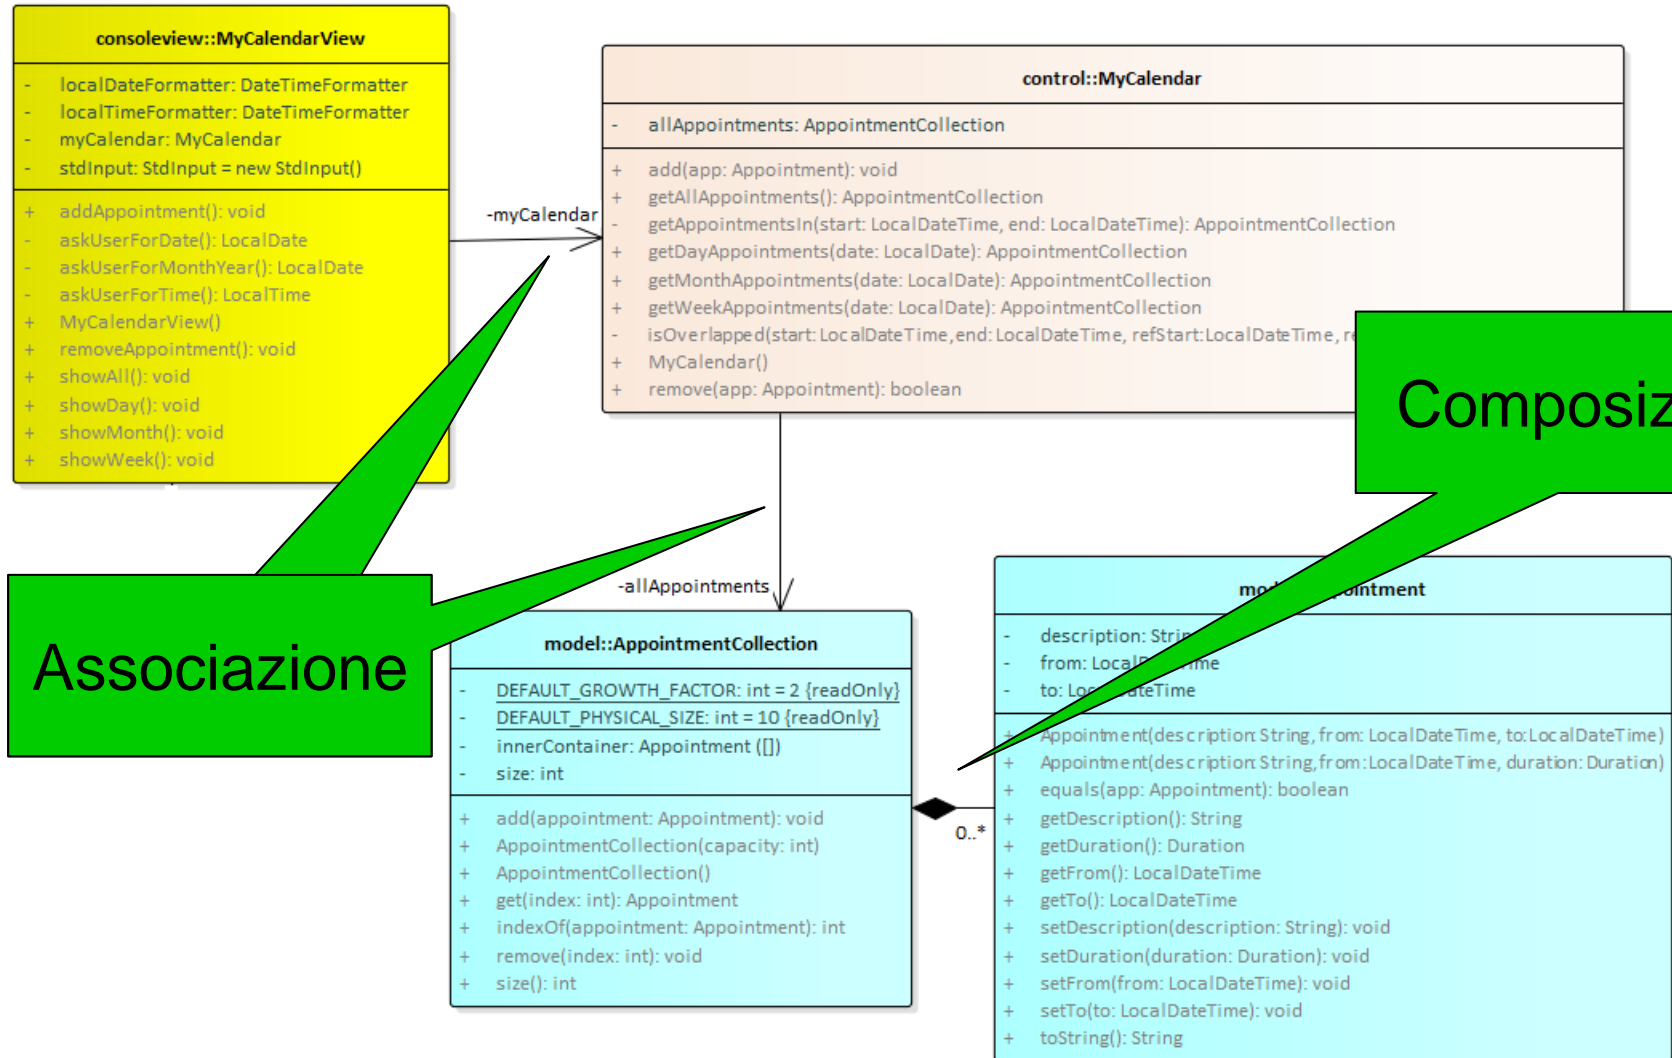 consoleview::MyCalendarView
- localDateFormatter: DateTimeFormatter
- localTimeFormatter: DateTimeFormatter
- myCalendar: MyCalendar
- stdInput: StdInput = new StdInput()
+ addAppointment(): void
- askUserForDate(): LocalDate
- askUserForMonthYear(): LocalDate
- askUserForTime(): LocalTime
+ MyCalendarView()
+ removeAppointment(): void
+ showAll(): void
+ showDay(): void
+ showMonth(): void
+ showWeek(): void
-myCalendar
control::MyCalendar
- allAppointments: AppointmentCollection
+ add(app: Appointment): void
+ getAllAppointments(): AppointmentCollection
- getAppointmentsIn(start: LocalDateTime, end: LocalDateTime): AppointmentCollection
+ getDayAppointments(date: LocalDate): AppointmentCollection
+ getMonthAppointments(date: LocalDate): AppointmentCollection
+ getWeekAppointments(date: LocalDate): AppointmentCollection
- isOverlapped(start: LocalDateTime, end: LocalDateTime, refStart: LocalDateTime,
+ MyCalendar()
+ remove(app: Appointment): boolean
Composiz
Associazione
-allAppointments
model::AppointmentCollection
- DEFAULT_GROWTH_FACTOR: int = 2 {readOnly}
- DEFAULT_PHYSICAL_SIZE: int = 10 {readOnly}
- innerContainer: Appointment ([])
- size: int
+ add(appointment: Appointment): void
+ AppointmentCollection(capacity: int)
+ AppointmentCollection()
+ get(index: int): Appointment
+ indexOf(appointment: Appointment): int
+ remove(index: int): void
+ size(): int
0..*
- description:
- from:
- to:
+ Appointment(description: String, from: LocalDateTime, to: LocalDateTime)
+ Appointment(description: String, from: LocalDateTime, duration: Duration)
+ equals(app: Appointment): boolean
+ getDescription(): String
+ getDuration(): Duration
+ getFrom(): LocalDateTime
+ getTo(): LocalDateTime
+ setDescription(description: String): void
+ setDuration(duration: Duration): void
+ setFrom(from: LocalDateTime): void
+ setTo(to: LocalDateTime): void
+ toString(): String